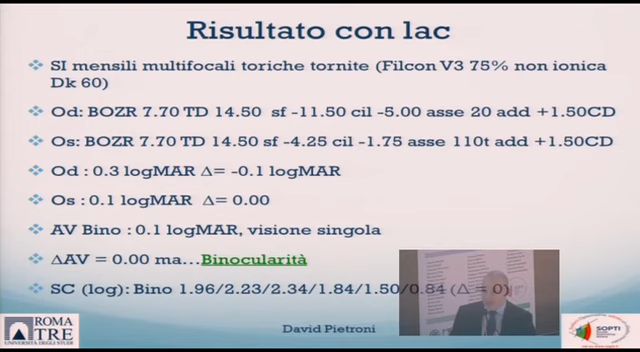 Risultato con lac
SI mensili multifocali toriche tornite (Filcon V3 75% non ionica
Dk 60)
Od: BOZR 7.70 TD 14.50 sf -11.50 cil -5.00 asse 20 add +1.50CD
Os: BOZR 7.70 TD 14.50 sf -4.25 cil -1.75 asse 110t add +1.50CD
Od : 0.3 logMAR Δ= -0.1 logMAR
Os : 0.1 logMAR Δ= 0.00
AV Bino : 0.1 logMAR, visione singola
ΔAV = 0.00 ma...Binocularità
SC (log): Bino 1.96/2.23/2.34/1.84/1.50/0.84 (Δ = 0)
ROMA
TRE
UNIVERSITÀ DEGLI STUDI
David Pietroni
SOPTI